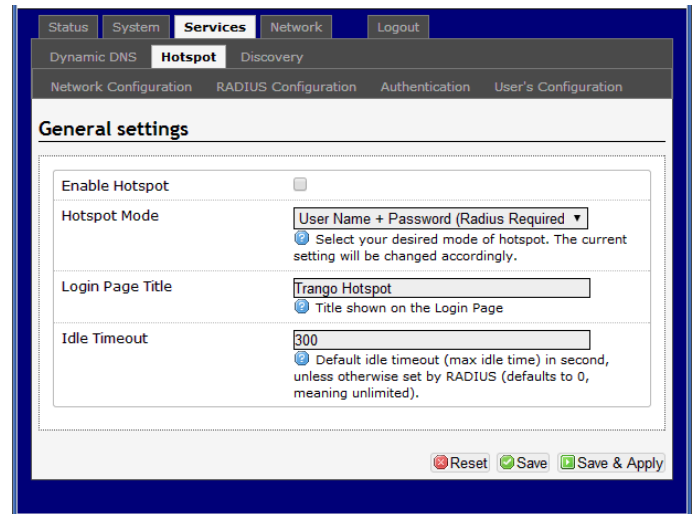 Status System Services Network Logout
Dynamic DNS Hotspot Discovery
Network Configuration RADIUS Configuration Authentication User's Configuration
General settings
Enable Hotspot
Hotspot Mode
User Name + Password (Radius Required
Select your desired mode of hotspot. The current
setting will be changed accordingly.
Login Page Title
Trango Hotspot
Title shown on the Login Page
Idle Timeout
300
Default idle timeout (max idle time) in second,
unless otherwise set by RADIUS (defaults to 0,
meaning unlimited).
Reset Save Save & Apply